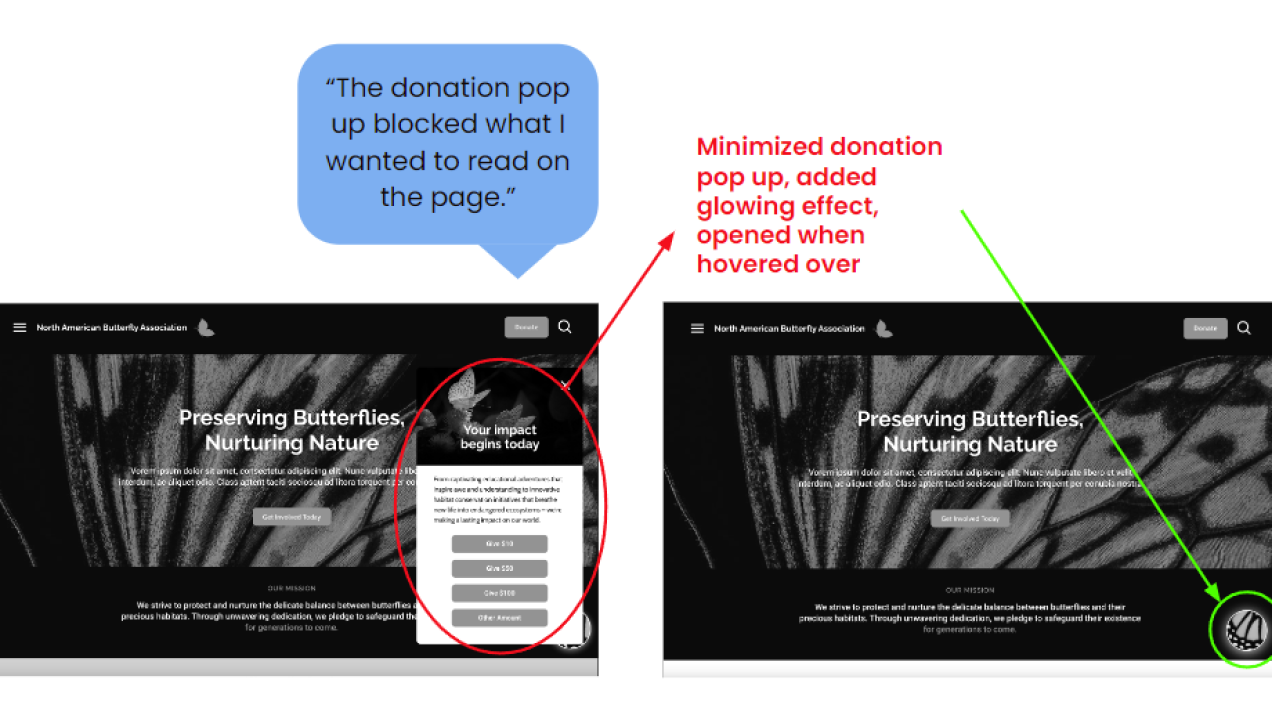 “The donation pop
up blocked what I
wanted to read on
the page.”
Minimized donation
pop up, added
glowing effect,
opened when
hovered over
North American Butterfly Association
Donate
Preserving Butterflies,
Nurturing Nature
Vorem ipsum dolor sit amet, consectetur adipiscing elit. Nunc vulputate libe
interdum, ac aliquet odio. Class aptent taciti sociosqu ad litora torquent per co
Get Involved Today
OUR MISSION
We strive to protect and nurture the delicate balance between butterflies a
precious habitats. Through unwavering dedication, we pledge to safeguard the
for generations to come.
Your impact
begins today
From captivating educational adventures that
inspire awe and understanding to innovative
habitat conservation initiatives that breathe
new life into endangered ecosystems – we're
making a lasting impact on our world.
Give $10
Give $50
Give $100
Other Amount
North American Butterfly Association
Donate
Preserving Butterflies,
Nurturing Nature
Vorem ipsum dolor sit amet, consectetur adipiscing elit. Nunc vulputate libero et velit
interdum, ac aliquet odio. Class aptent taciti sociosqu ad litora torquent per conubia nostra
Get Involved Today
OUR MISSION
We strive to protect and nurture the delicate balance between butterflies and their
precious habitats. Through unwavering dedication, we pledge to safeguard their existence
for generations to come.